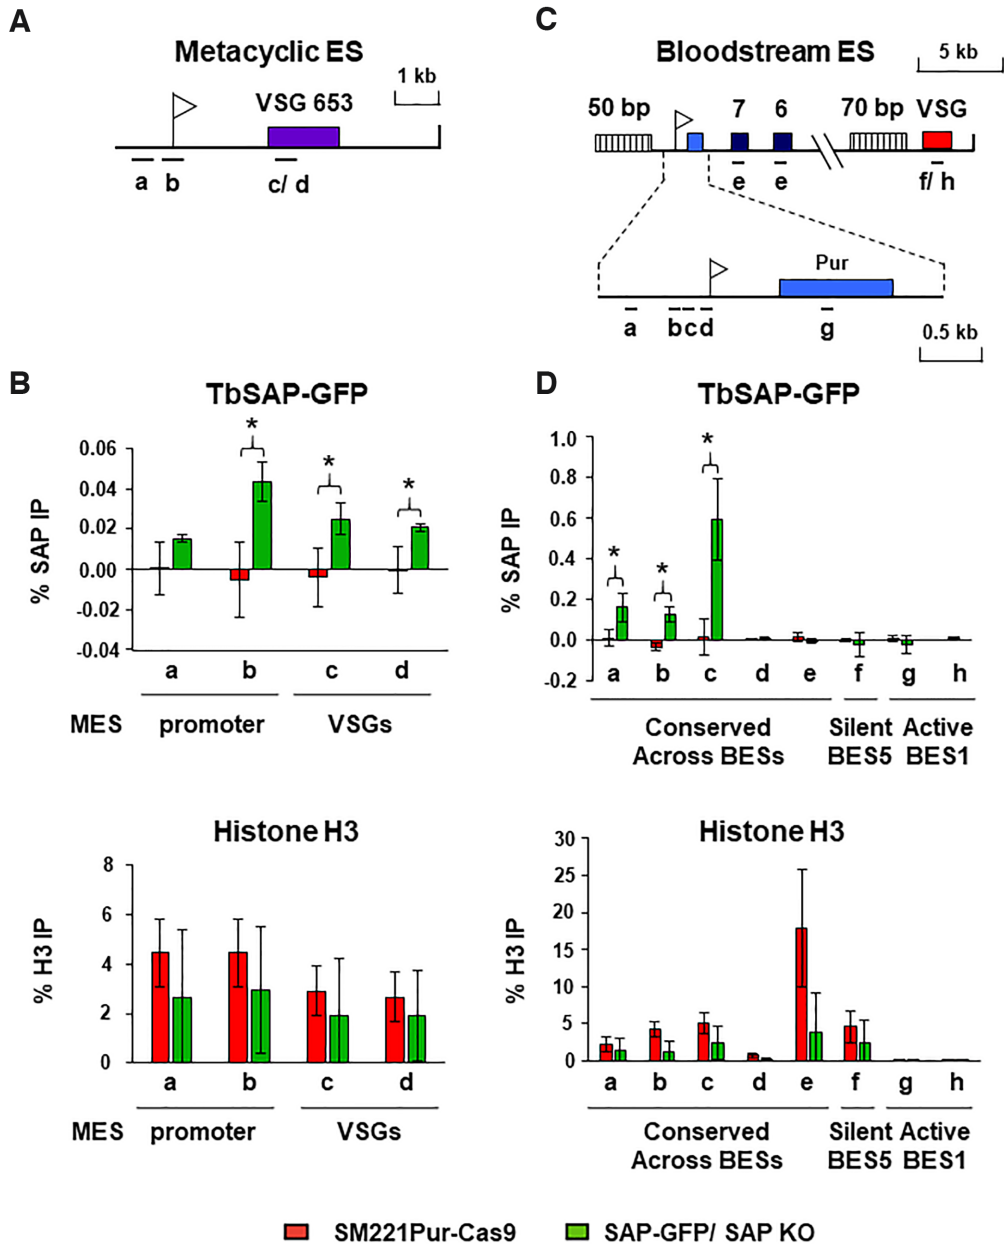 A
Metacyclic ES
1 kb
VSG 653
a b c/ d
C
Bloodstream ES
5 kb
50 bp 7 6 70 bp VSG
e e f/ h
Pur
a b c d g
0.5 kb
B
TbSAP-GFP
% SAP IP
0.06
0.04
0.02
0.00
-0.02
-0.04
* * *
a b c d
MES promoter VSGs
D
TbSAP-GFP
% SAP IP
1.0
0.8
0.6
0.4
0.2
0.0
-0.2
* * *
a b c d e f g h
Conserved Silent Active
Across BESs BES5 BES1
Histone H3
% H3 IP
8
6
4
2
0
a b c d
MES promoter VSGs
Histone H3
% H3 IP
30
25
20
15
10
5
0
a b c d e f g h
Conserved Silent Active
Across BESs BES5 BES1
SM221Pur-Cas9 SAP-GFP/ SAP KO